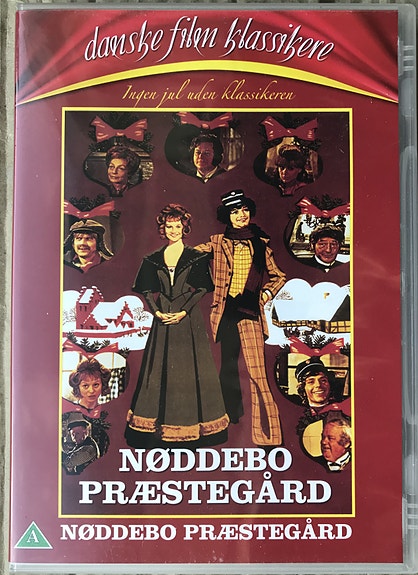 danske film klassikere
Ingen jul uden klassikeren
NØDDEBO
PRÆSTEGÅRD
A
NØDDEBO PRÆSTEGÅRD